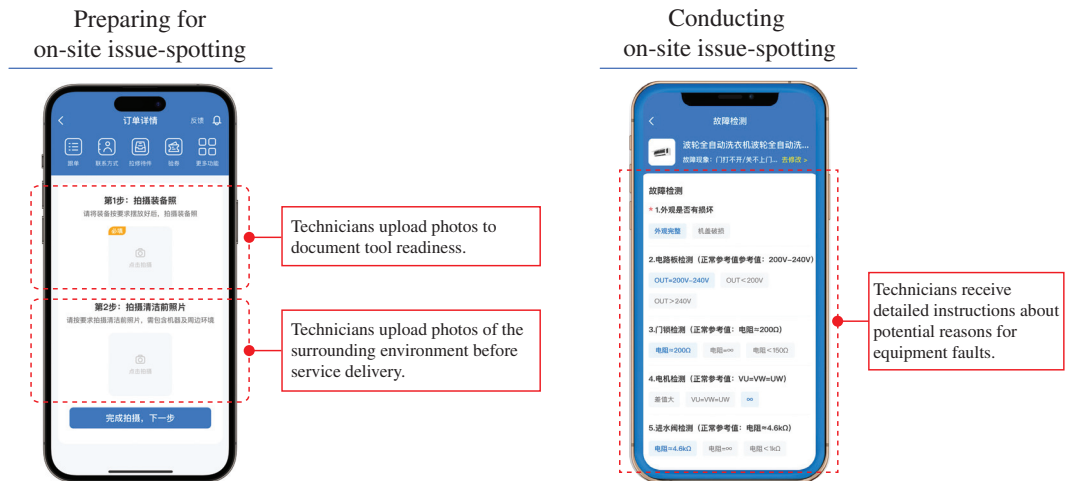 Preparing for
on-site issue-spotting
订单详情
反馈
跟单
联系方式
拉修待件
验券
更多功能
第1步：拍摄装备照
请将装备按要求摆放好后，拍摄装备照
必填
点击拍摄
第2步：拍摄清洁前照片
请按要求拍摄清洁前照片，需包含机器及周边环境
点击拍摄
完成拍摄，下一步
Technicians upload photos to
document tool readiness.
Technicians upload photos of the
surrounding environment before
service delivery.
Conducting
on-site issue-spotting
故障检测
波轮全自动洗衣机波轮全自动洗...
故障现象：门打不开/关不上门... 去修改 >
故障检测
* 1.外观是否有损坏
外观完整 机盖破损
2.电路板检测（正常参考值参考值：200V~240V）
OUT=200V~240V OUT＜200V
OUT＞240V
3.门锁检测（正常参考值：电阻≈200Ω）
电阻≈200Ω 电阻=∞ 电阻＜150Ω
4.电机检测（正常参考值：VU=VW=UW）
差值大 VU=VW=UW ∞
5.进水阀检测（正常参考值：电阻≈4.6kΩ）
电阻≈4.6kΩ 电阻=∞ 电阻＜1kΩ
Technicians receive
detailed instructions about
potential reasons for
equipment faults.